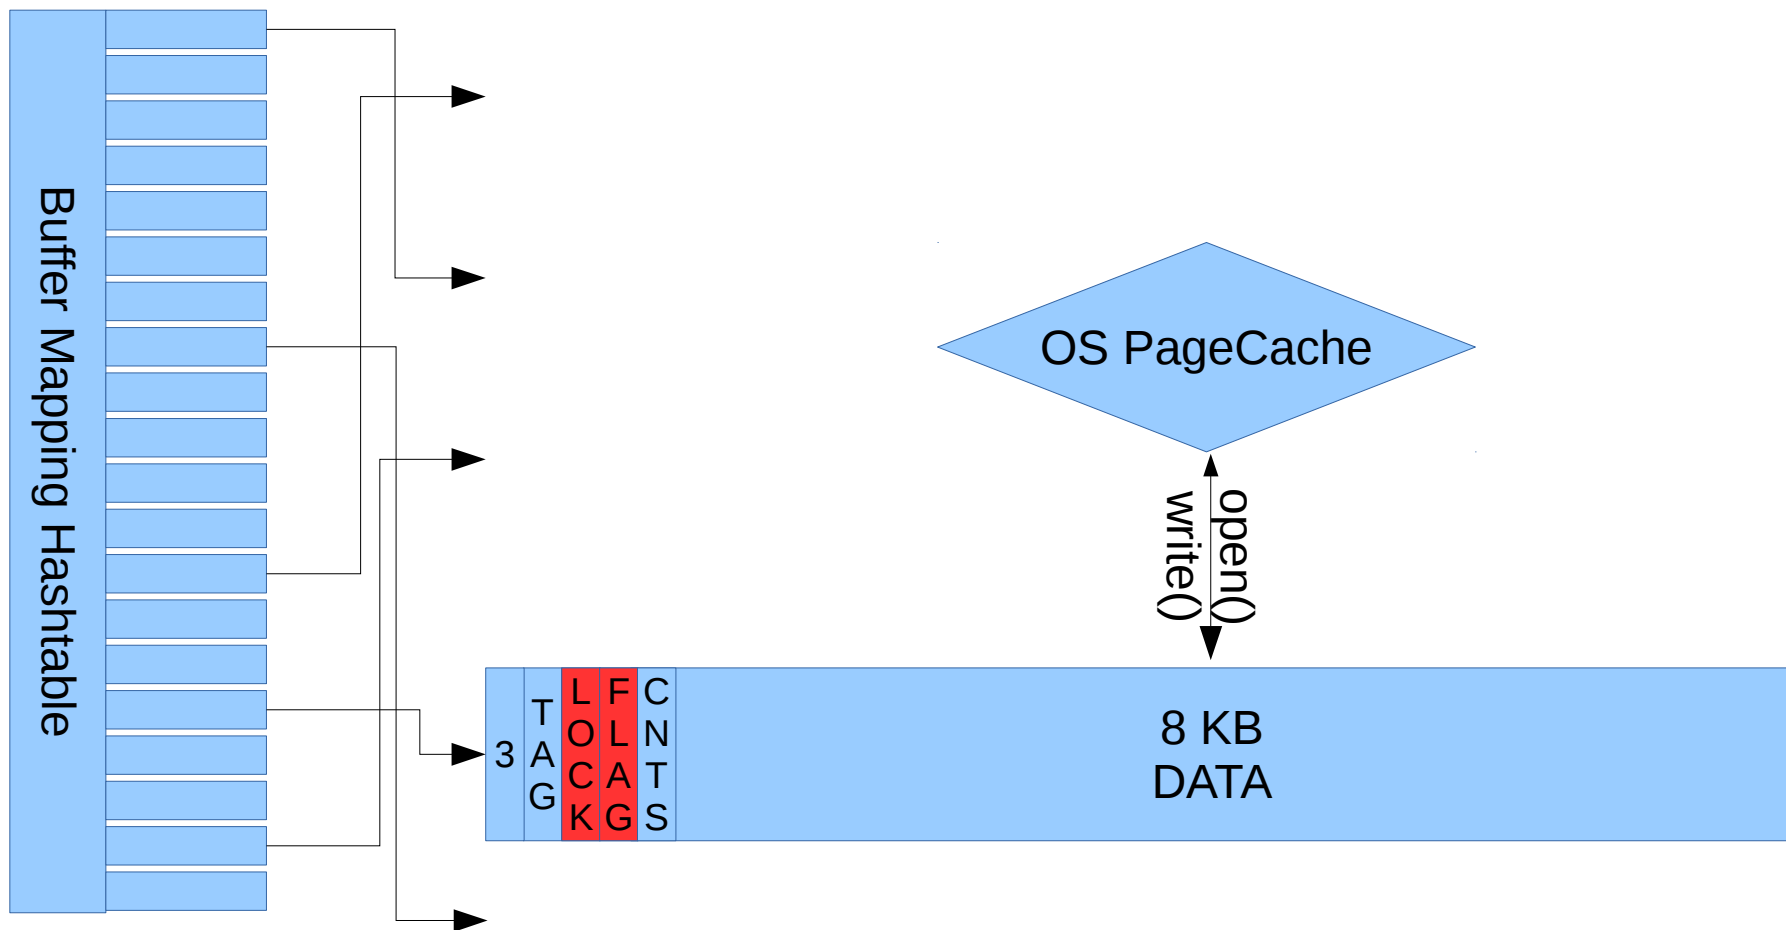 Buffer Mapping Hashtable
OS PageCache
open()
write()
3
TAG
LOCK
FLAG
CNTS
8 KB
DATA